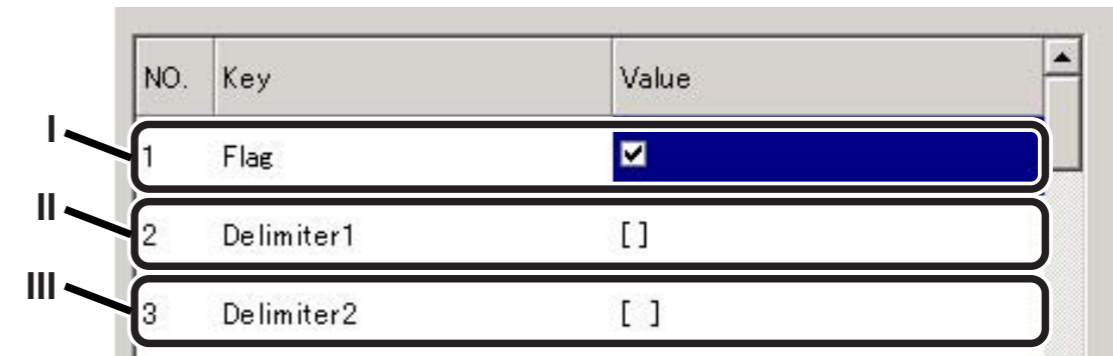 NO. Key Value
I 1 Flag
II 2 Delimiter1 []
III 3 Delimiter2 [ ]